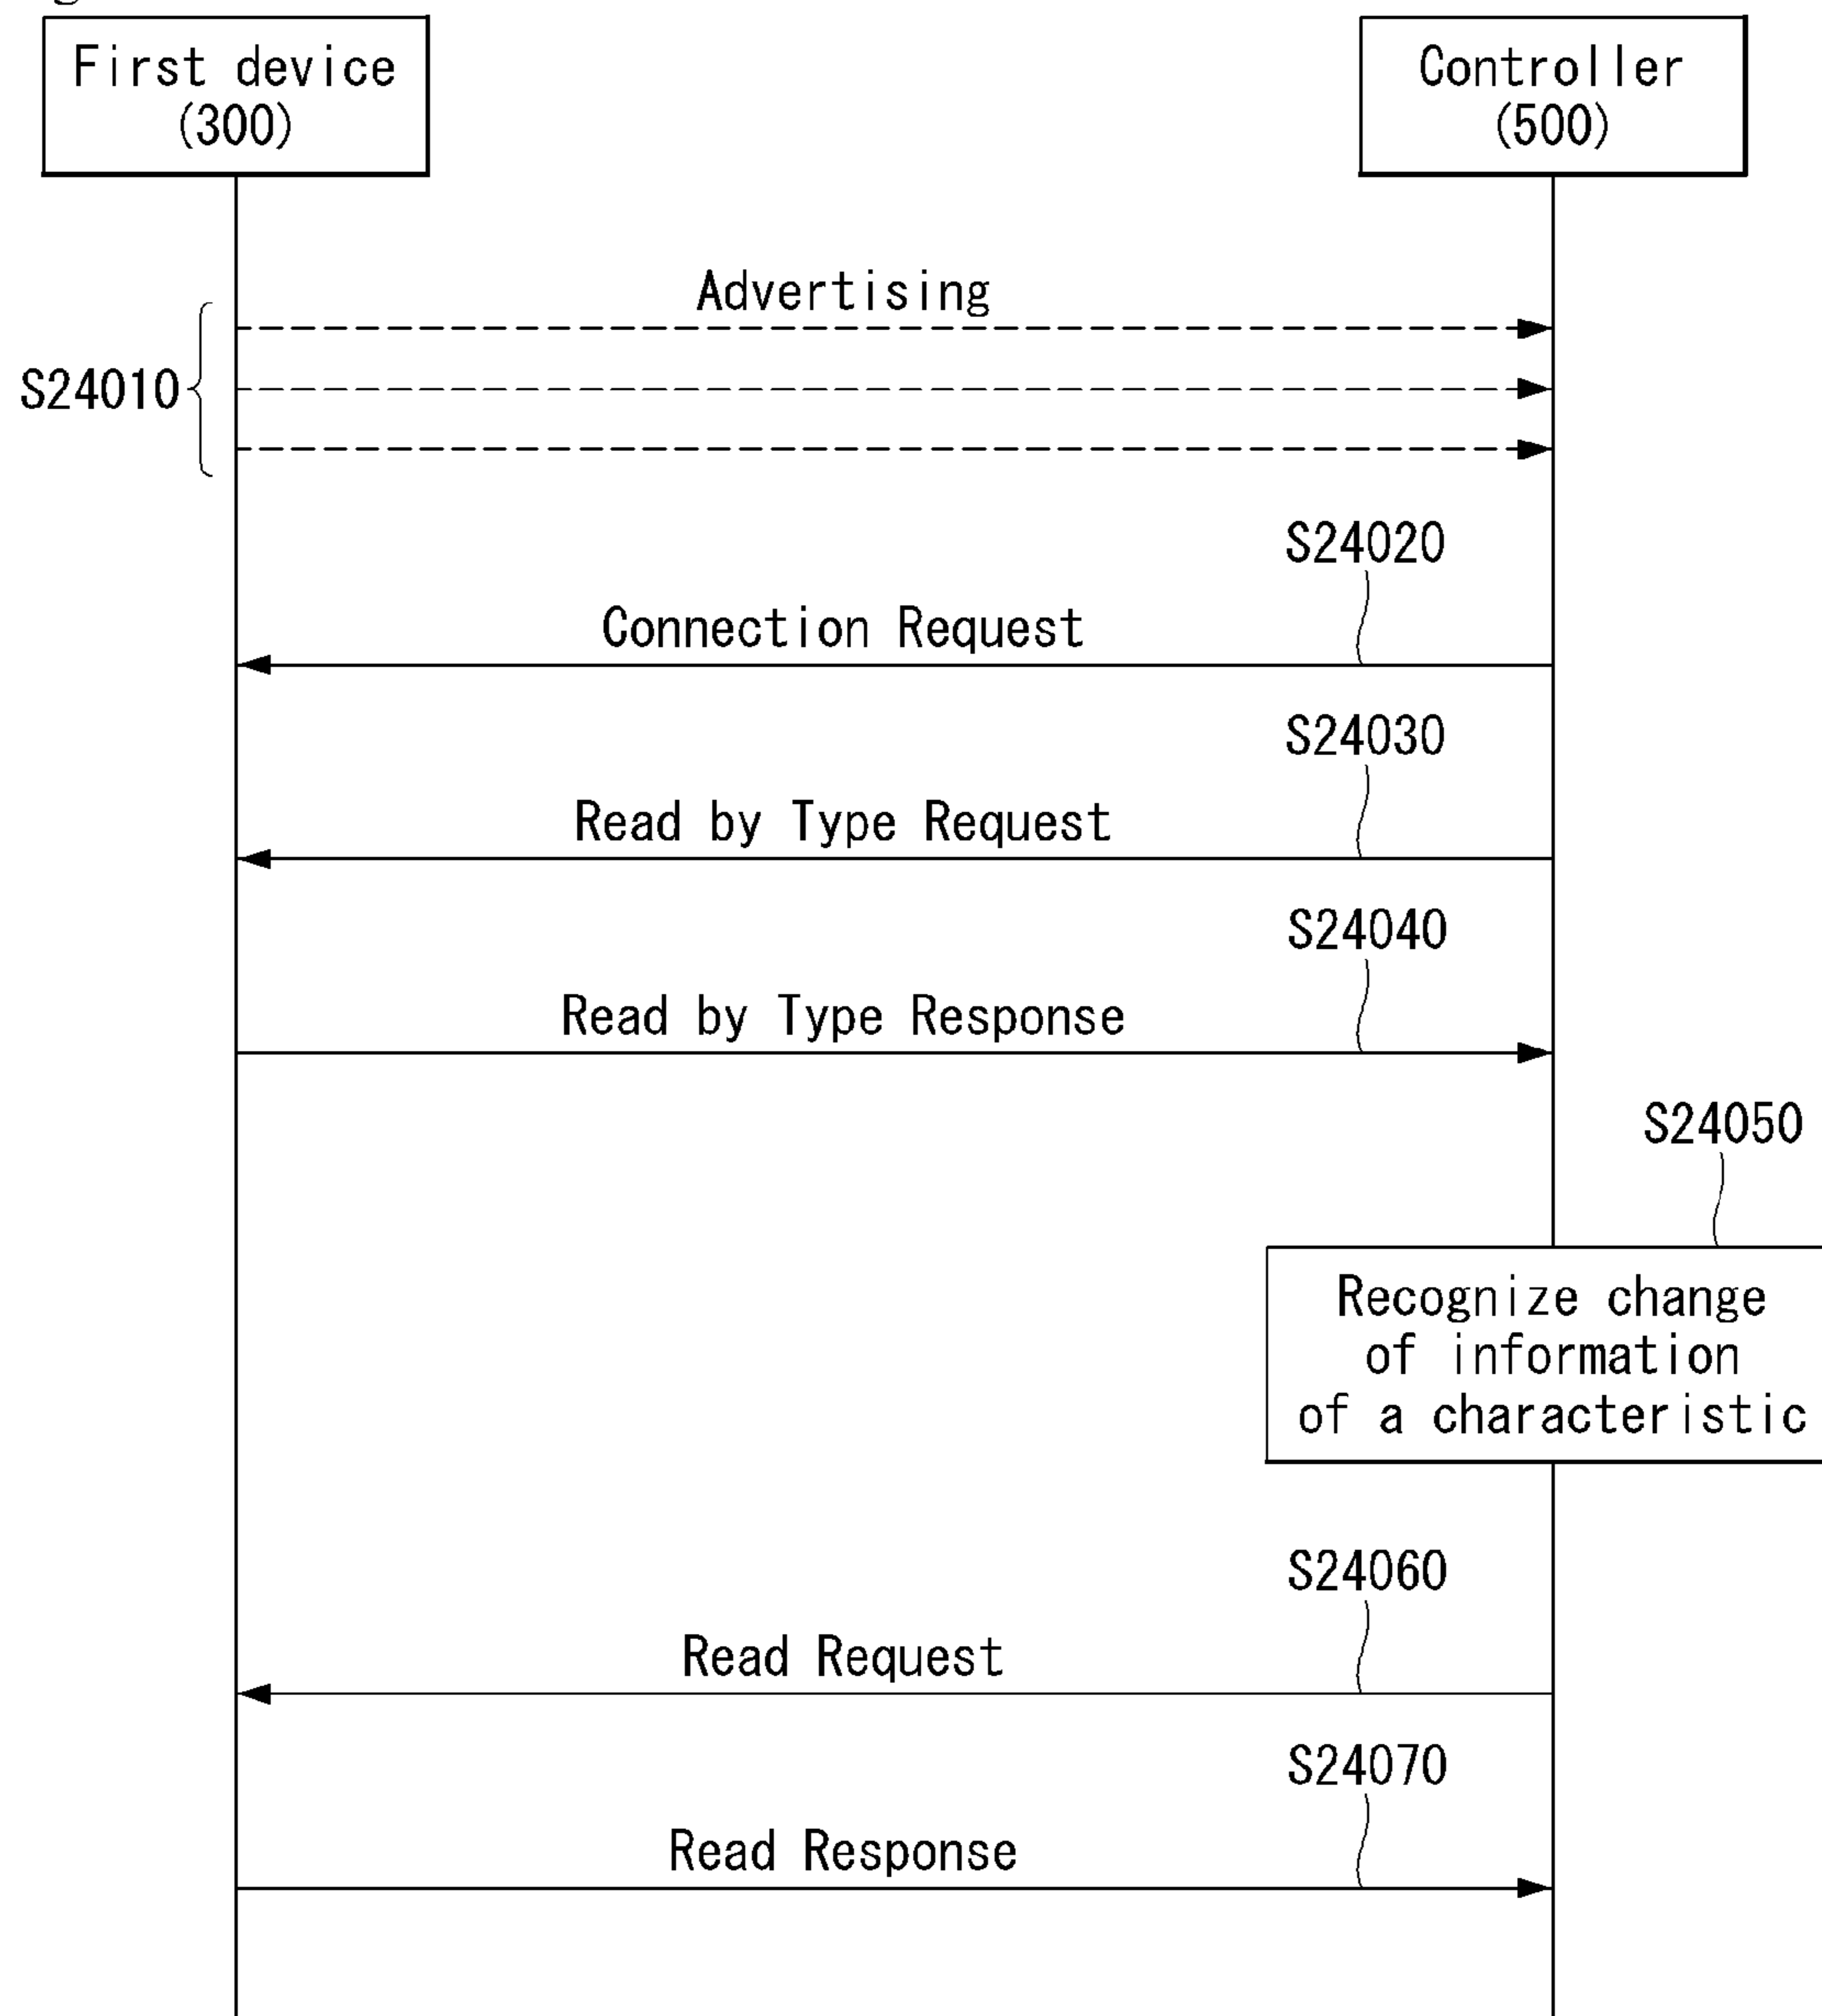 First device
(300)
Controller
(500)
Advertising
S24010
S24020
Connection Request
S24030
Read by Type Request
S24040
Read by Type Response
S24050
Recognize change
of information
of a characteristic
S24060
Read Request
S24070
Read Response